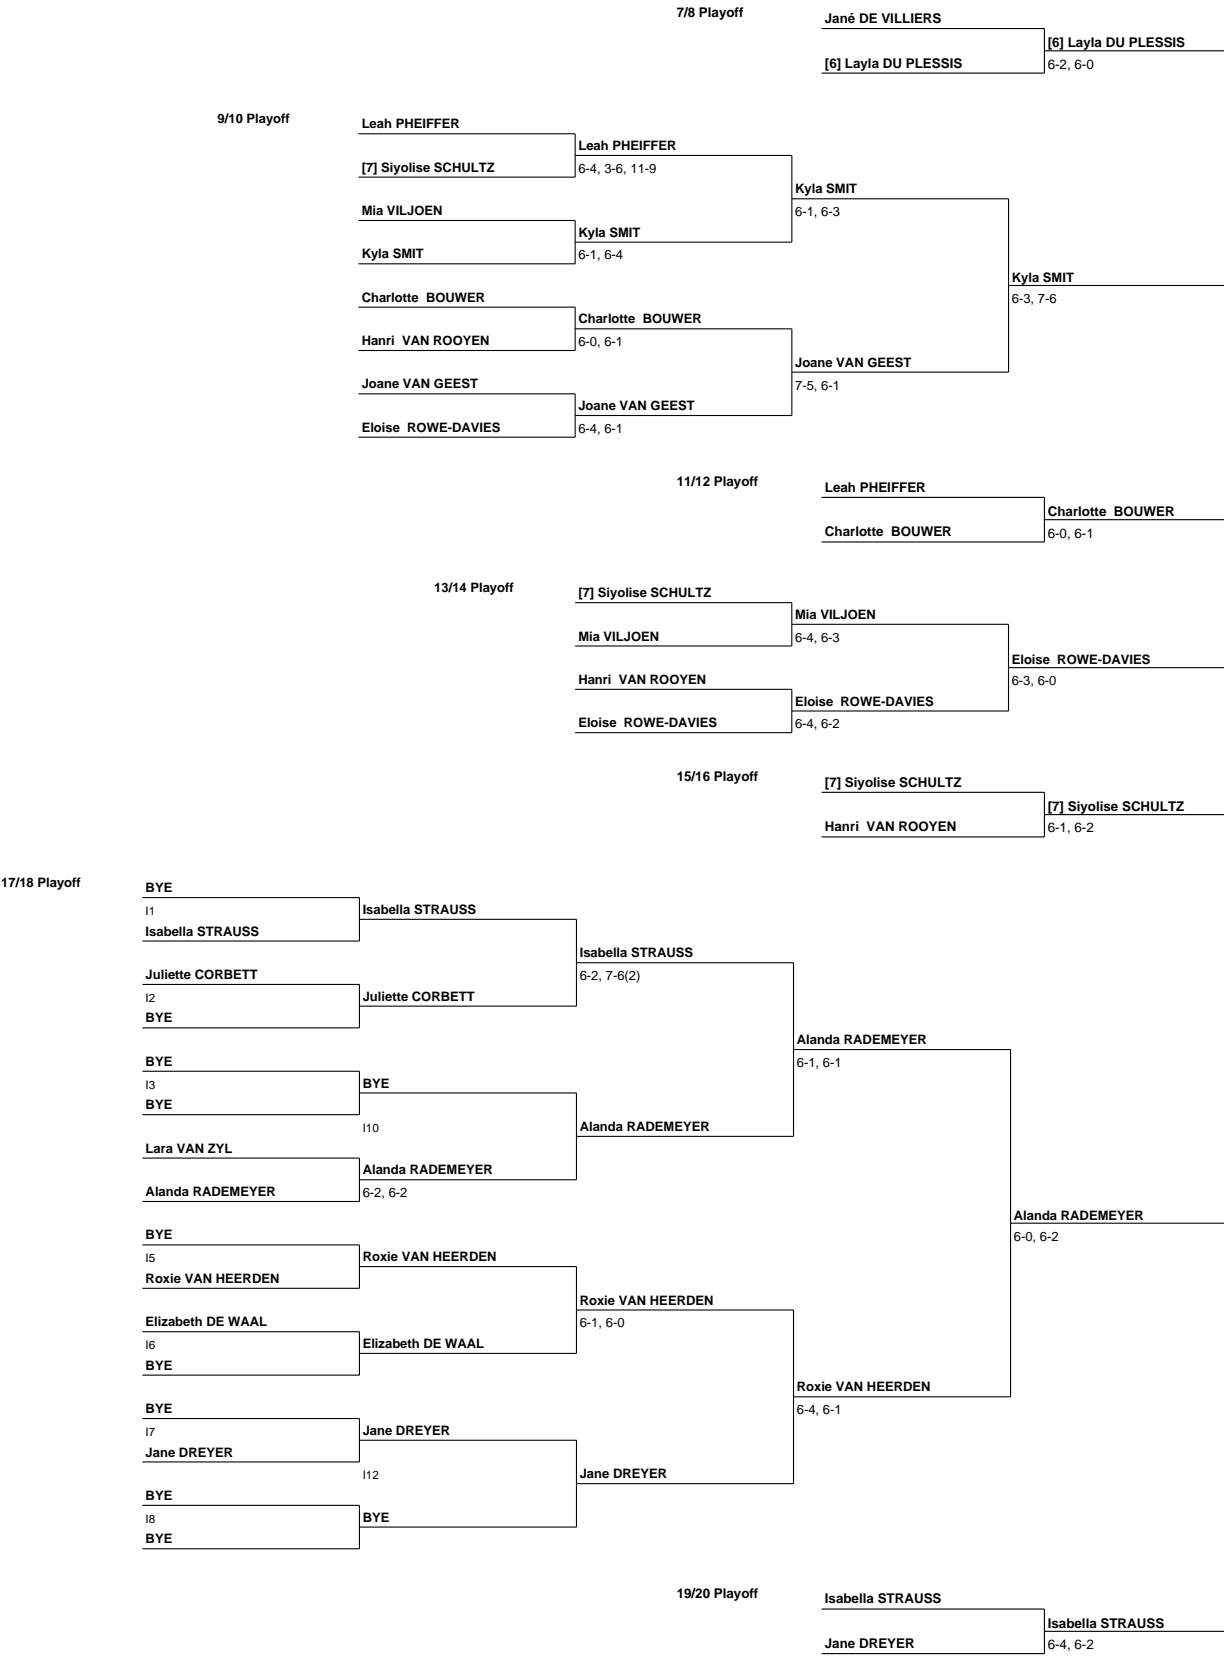 7/8 Playoff
Jané DE VILLIERS
[6] Layla DU PLESSIS
[6] Layla DU PLESSIS
6-2, 6-0
9/10 Playoff
Leah PHEIFFER
Leah PHEIFFER
[7] Siyolise SCHULTZ
6-4, 3-6, 11-9
Kyla SMIT
Mia VILJOEN
6-1, 6-3
Kyla SMIT
Kyla SMIT
6-1, 6-4
Kyla SMIT
Charlotte BOUWER
6-3, 7-6
Charlotte BOUWER
Hanri VAN ROOYEN
6-0, 6-1
Joane VAN GEEST
Joane VAN GEEST
7-5, 6-1
Joane VAN GEEST
Eloise ROWE-DAVIES
6-4, 6-1
11/12 Playoff
Leah PHEIFFER
Charlotte BOUWER
Charlotte BOUWER
6-0, 6-1
13/14 Playoff
[7] Siyolise SCHULTZ
Mia VILJOEN
Mia VILJOEN
6-4, 6-3
Eloise ROWE-DAVIES
Hanri VAN ROOYEN
6-3, 6-0
Eloise ROWE-DAVIES
Eloise ROWE-DAVIES
6-4, 6-2
15/16 Playoff
[7] Siyolise SCHULTZ
[7] Siyolise SCHULTZ
Hanri VAN ROOYEN
6-1, 6-2
17/18 Playoff
BYE
I1
Isabella STRAUSS
Isabella STRAUSS
Isabella STRAUSS
Juliette CORBETT
6-2, 7-6(2)
I2
Juliette CORBETT
BYE
Alanda RADEMEYER
BYE
6-1, 6-1
I3
BYE
BYE
I10
Alanda RADEMEYER
Lara VAN ZYL
Alanda RADEMEYER
Alanda RADEMEYER
6-2, 6-2
Alanda RADEMEYER
BYE
6-0, 6-2
I5
Roxie VAN HEERDEN
Roxie VAN HEERDEN
Roxie VAN HEERDEN
Elizabeth DE WAAL
6-1, 6-0
I6
Elizabeth DE WAAL
BYE
Roxie VAN HEERDEN
BYE
6-4, 6-1
I7
Jane DREYER
Jane DREYER
I12
Jane DREYER
BYE
I8
BYE
BYE
19/20 Playoff
Isabella STRAUSS
Isabella STRAUSS
Jane DREYER
6-4, 6-2